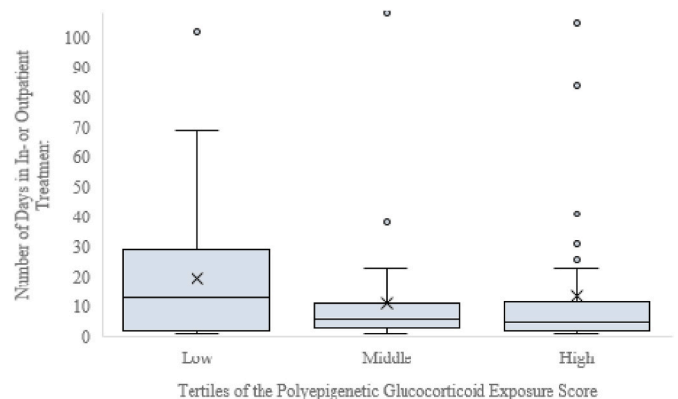 Number of Days in In- or Outpatient
Treatment
100
90
80
70
60
50
40
30
20
10
0
Low
Middle
High
Tertiles of the Polyepigenetic Glucocorticoid Exposure Score